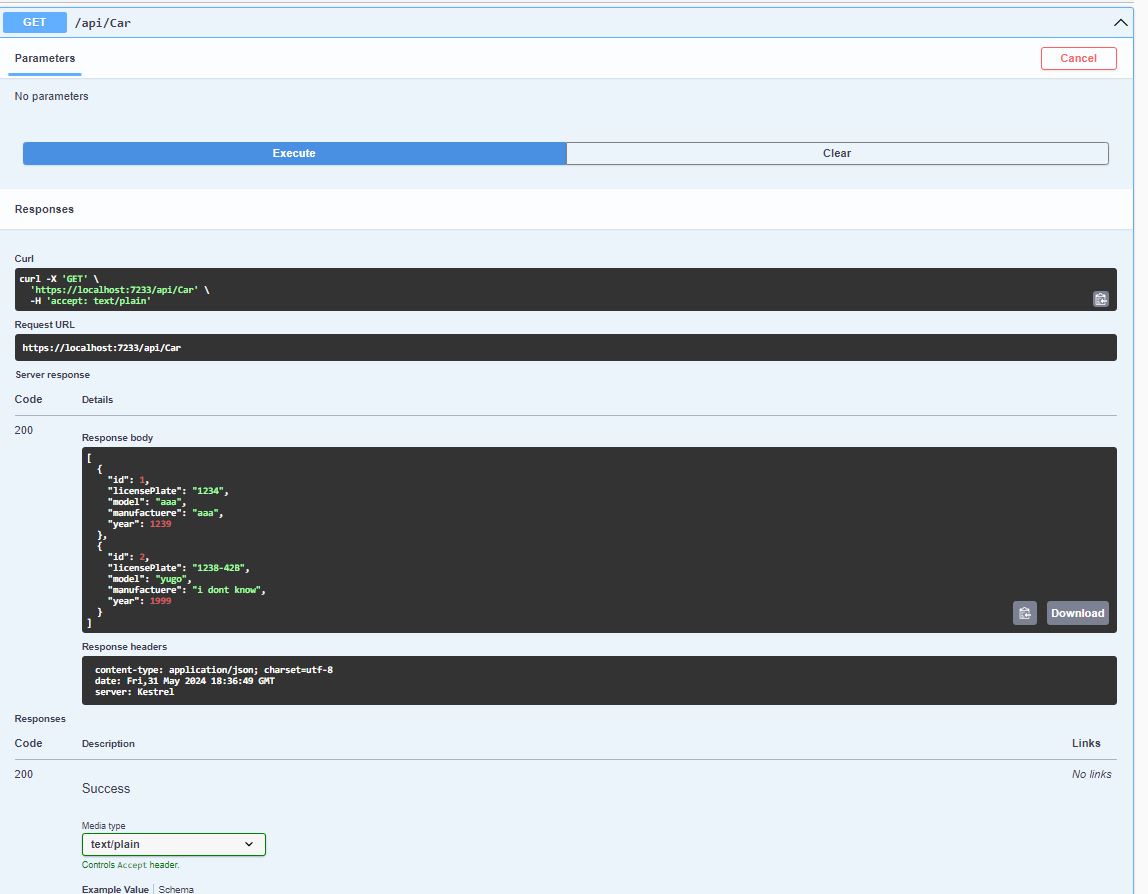 GET /api/Car
Parameters
Cancel
No parameters
Execute
Clear
Responses
Curl
curl -X 'GET' \
'https://localhost:7233/api/Car' \
-H 'accept: text/plain'
Request URL
https://localhost:7233/api/Car
Server response
Code Details
200
Response body
[
{
"id": 1,
"licensePlate": "1234",
"model": "aaa",
"manufactuere": "aaa",
"year": 1239
},
{
"id": 2,
"licensePlate": "1238-42B",
"model": "yugo",
"manufactuere": "i dont know",
"year": 1999
}
]
Download
Response headers
content-type: application/json; charset=utf-8
date: Fri,31 May 2024 18:36:49 GMT
server: Kestrel
Responses
Code Description Links
200 No links
Success
Media type
text/plain
Controls Accept header.
Example Value Schema